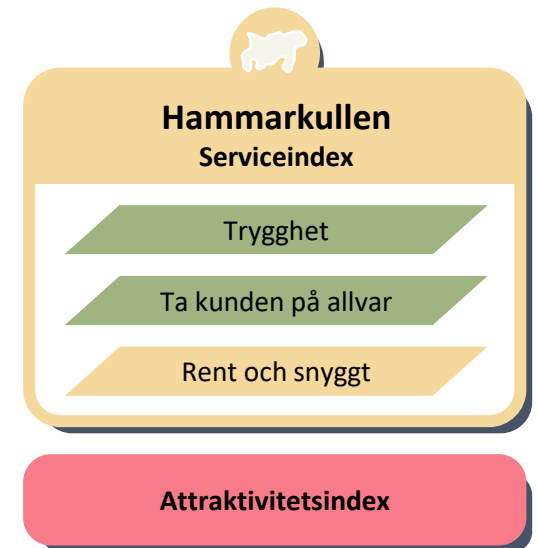 Hammarkullen
Serviceindex
Trygghet
Ta kunden på allvar
Rent och snyggt
Attraktivitetsindex